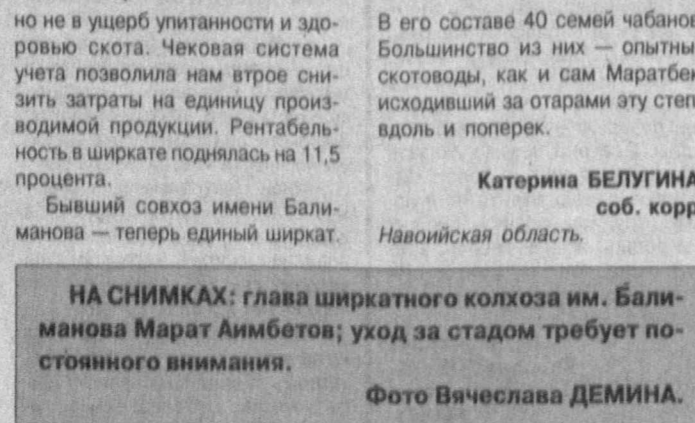 но не в ущерб упитанности и здо-
ровью скота. Чековая система
учета позволила нам втрое сни-
зить затраты на единицу произ-
водимой продукции. Рентабель-
ность в ширкате поднялась на 11,5
процента.
Бывший совхоз имени Бали-
манова — теперь единый ширкат.
В его составе 40 семей чабанов
Большинство из них — опытны
скотоводы, как и сам Маратбек
исходивший за отарами эту степ
вдоль и поперек.
Катерина БЕЛУГИНА
соб. корр
Навоийская область.
НА СНИМКАХ: глава ширкатного колхоза им. Бали-
манова Марат Аимбетов; уход за стадом требует по-
стоянного внимания.
Фото Вячеслава ДЕМИНА.